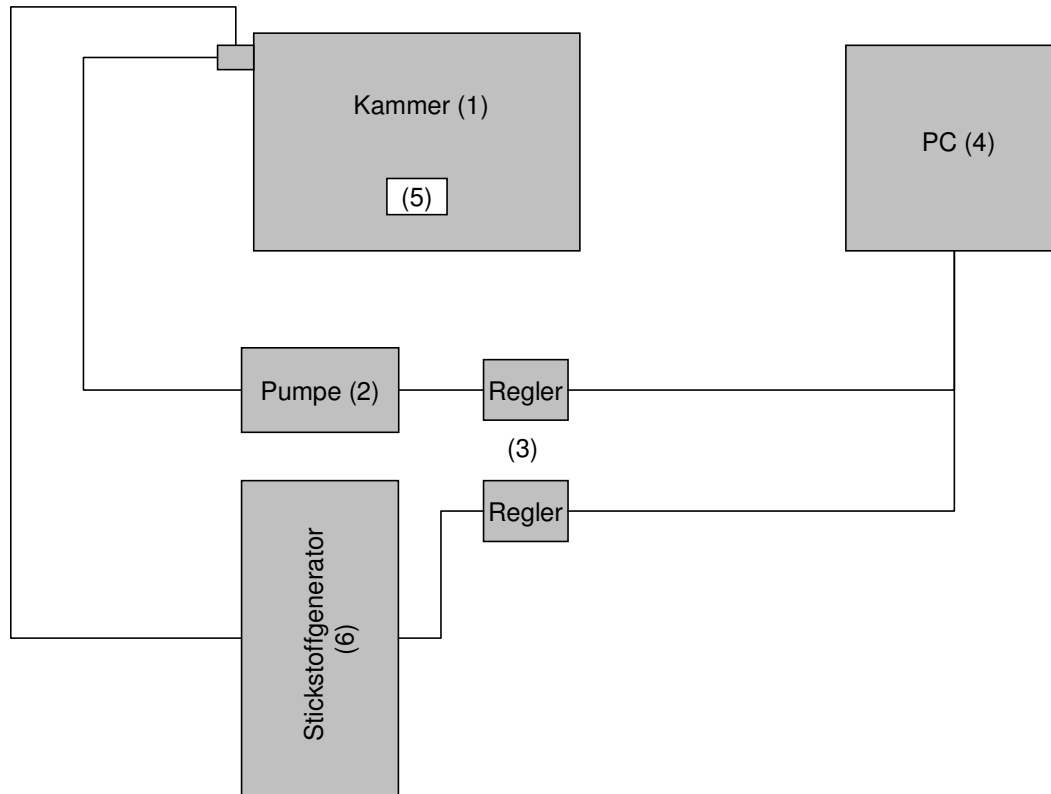 Kammer (1)
PC (4)
(5)
Pumpe (2)
Regler
(3)
Regler
Stickstoffgenerator
(6)